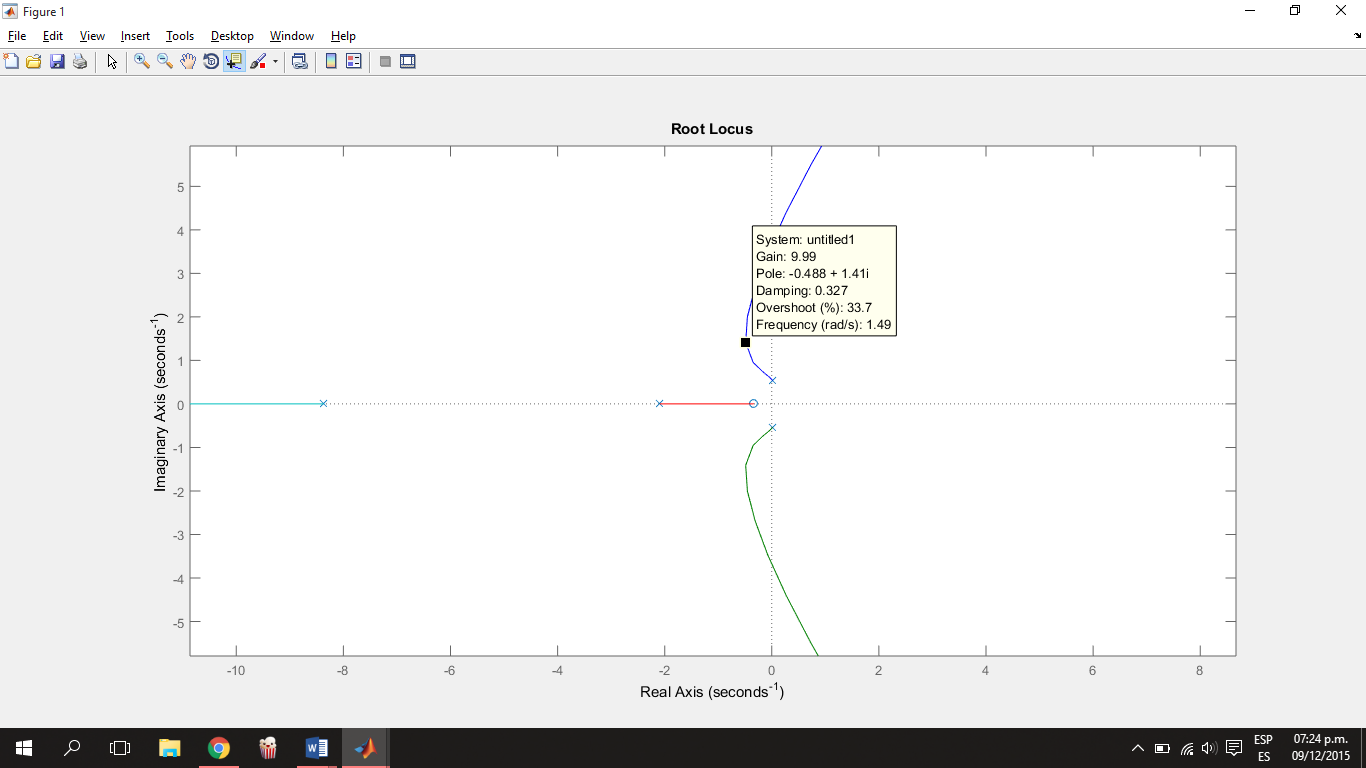 Figure 1
File Edit View Insert Tools Desktop Window Help
Root Locus
System: untitled1
Gain: 9.99
Pole: -0.488 + 1.41i
Damping: 0.327
Overshoot (%): 33.7
Frequency (rad/s): 1.49
Imaginary Axis (seconds-1)
5
4
3
2
1
0
-1
-2
-3
-4
-5
-10 -8 -6 -4 -2 0 2 4 6 8
Real Axis (seconds-1)
ESP
ES
07:24 p.m.
09/12/2015